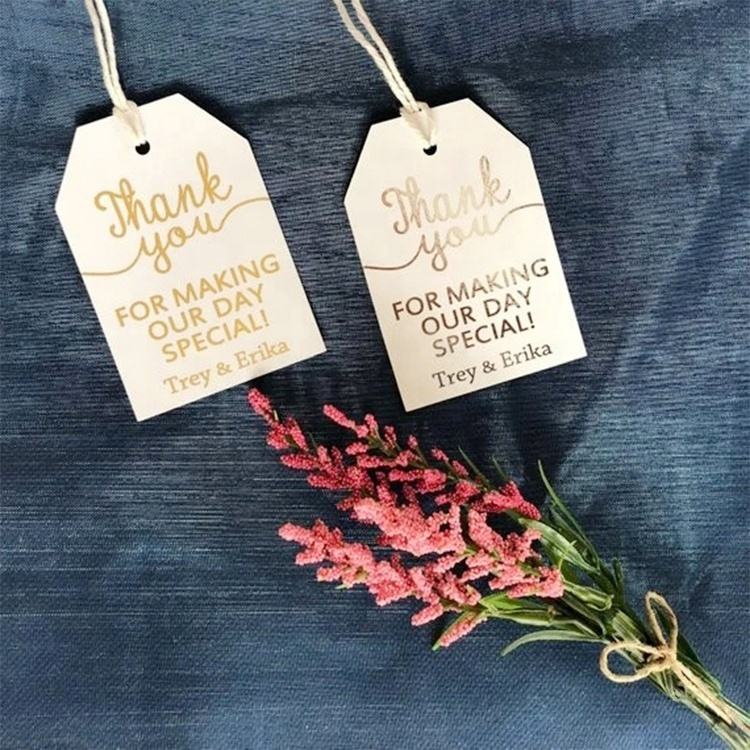 Thank
you
FOR MAKING
OUR DAY
SPECIAL!
Trey & Erika
Thank
you
FOR MAKING
OUR DAY
SPECIAL!
Trey & Erika